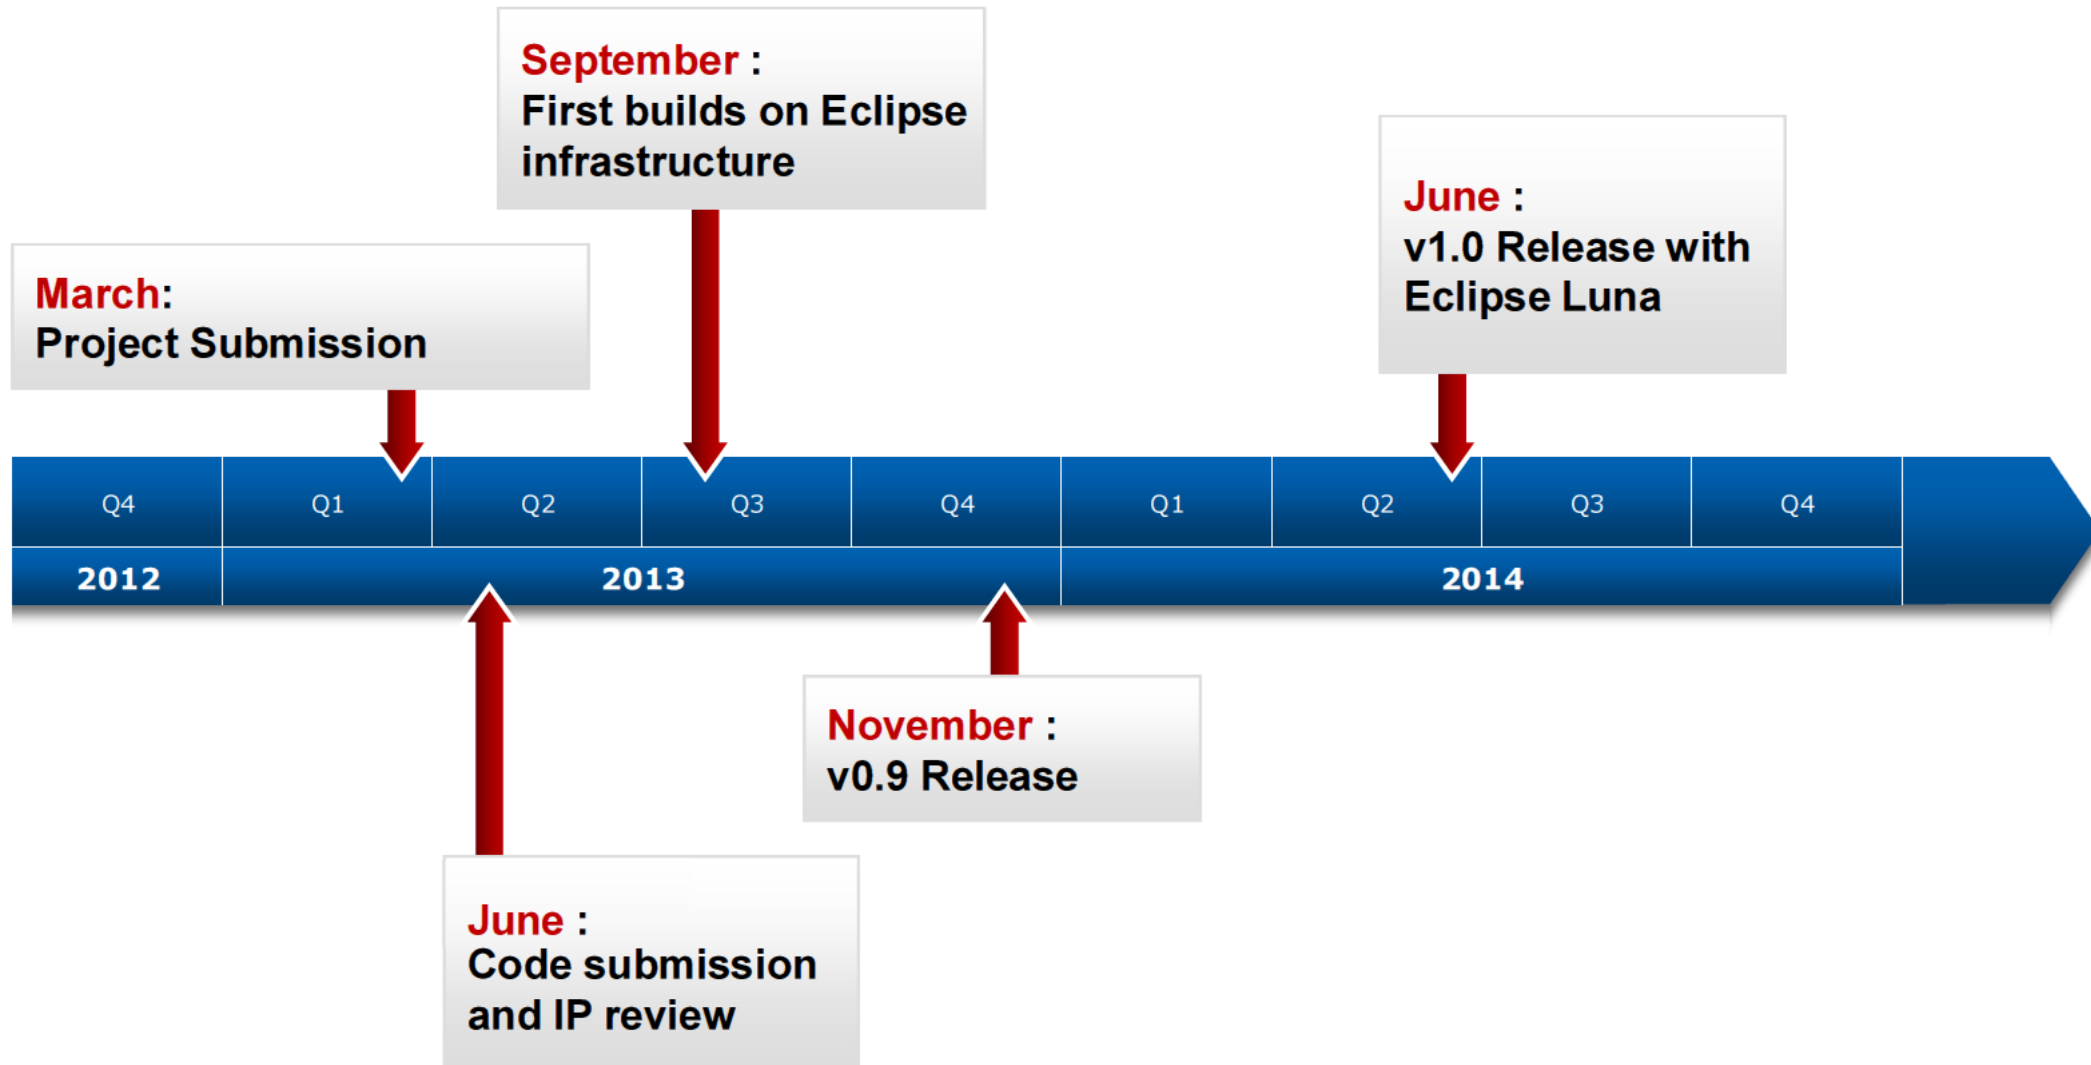 September :
First builds on Eclipse
infrastructure
June :
v1.0 Release with
Eclipse Luna
March:
Project Submission
Q4 Q1 Q2 Q3 Q4 Q1 Q2 Q3 Q4
2012 2013 2014
November :
v0.9 Release
June :
Code submission
and IP review